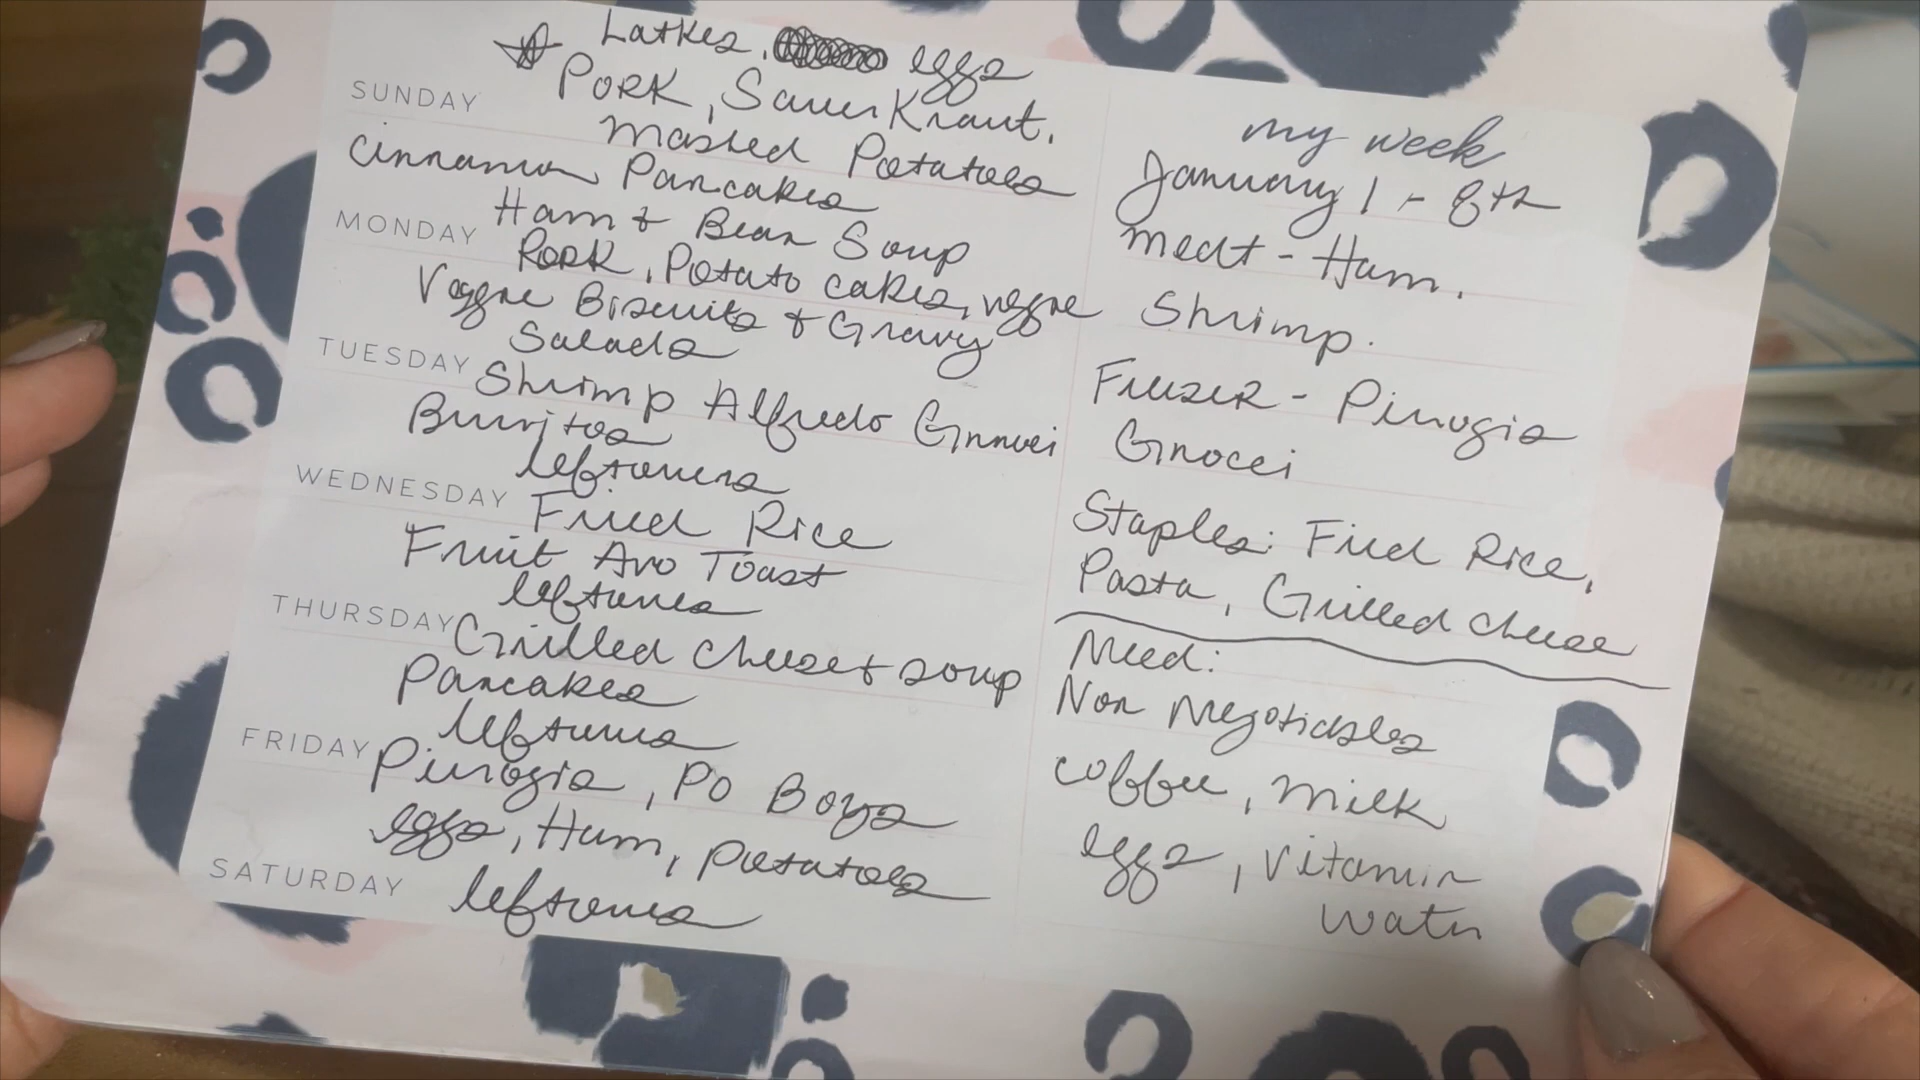 Latkes, eggs
PORK, SauerKraut,
SUNDAY
mashed Potatoes
cinnamon Pancakes
Ham & Bean Soup
MONDAY
PORK, Potato cakes, veggie
Veggie Biscuits & Gravy
Salads
TUESDAY
Shrimp Alfredo Gnocci
Burritos
leftovers
WEDNESDAY
Fried Rice
Fruit Avo Toast
leftovers
THURSDAY
Grilled cheese & soup
Pancakes
leftovers
FRIDAY
Pierogis, PO Boys
eggs, Ham, Potatoes
SATURDAY
leftovers
my week
January 1 - 8th
meat - Ham.
Shrimp.
Freezer - Pierogis
Gnocci
Staples: Fried Rice,
Pasta, Grilled cheese
Need:
Non Negotiables
coffee, milk
eggs, Vitamin
water